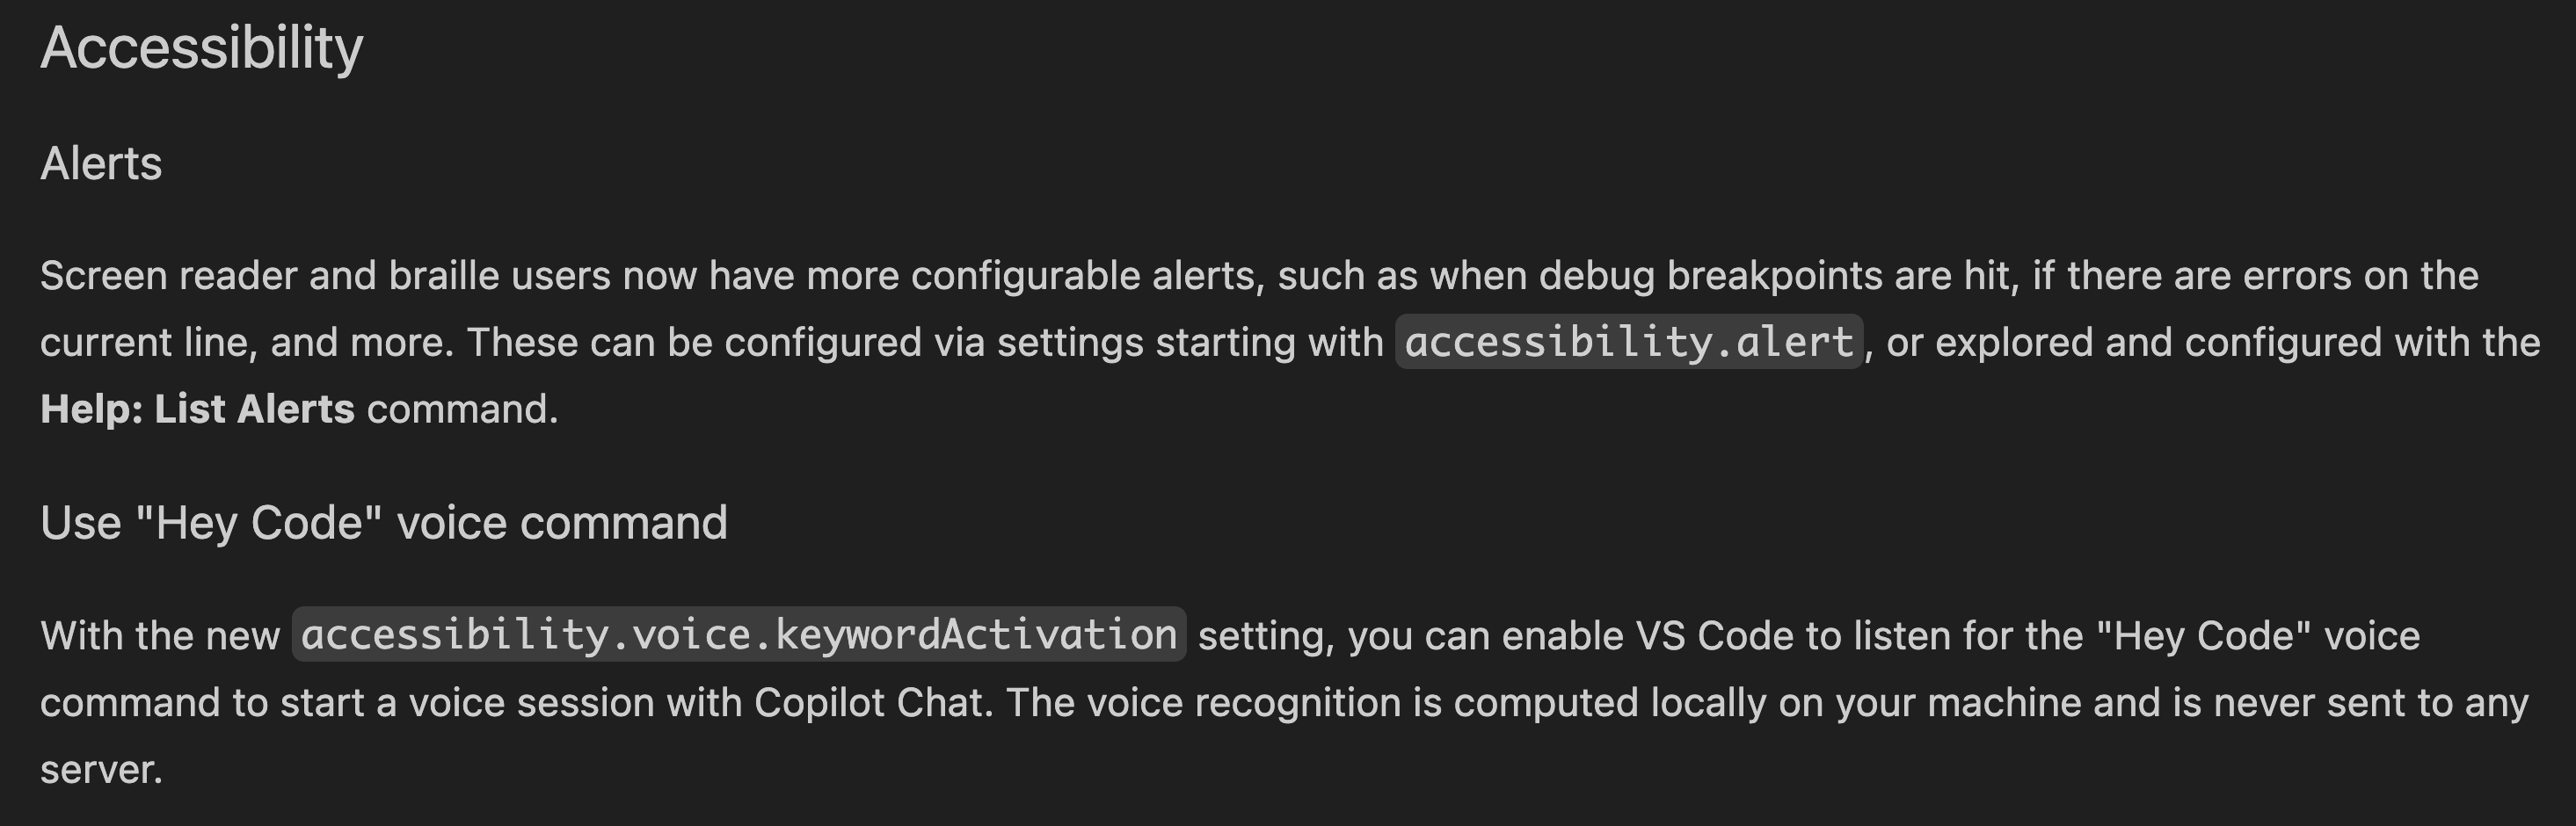 Accessibility
Alerts
Screen reader and braille users now have more configurable alerts, such as when debug breakpoints are hit, if there are errors on the
current line, and more. These can be configured via settings starting with accessibility.alert, or explored and configured with the
Help: List Alerts command.
Use "Hey Code" voice command
With the new accessibility.voice.keywordActivation setting, you can enable VS Code to listen for the "Hey Code" voice
command to start a voice session with Copilot Chat. The voice recognition is computed locally on your machine and is never sent to any
server.